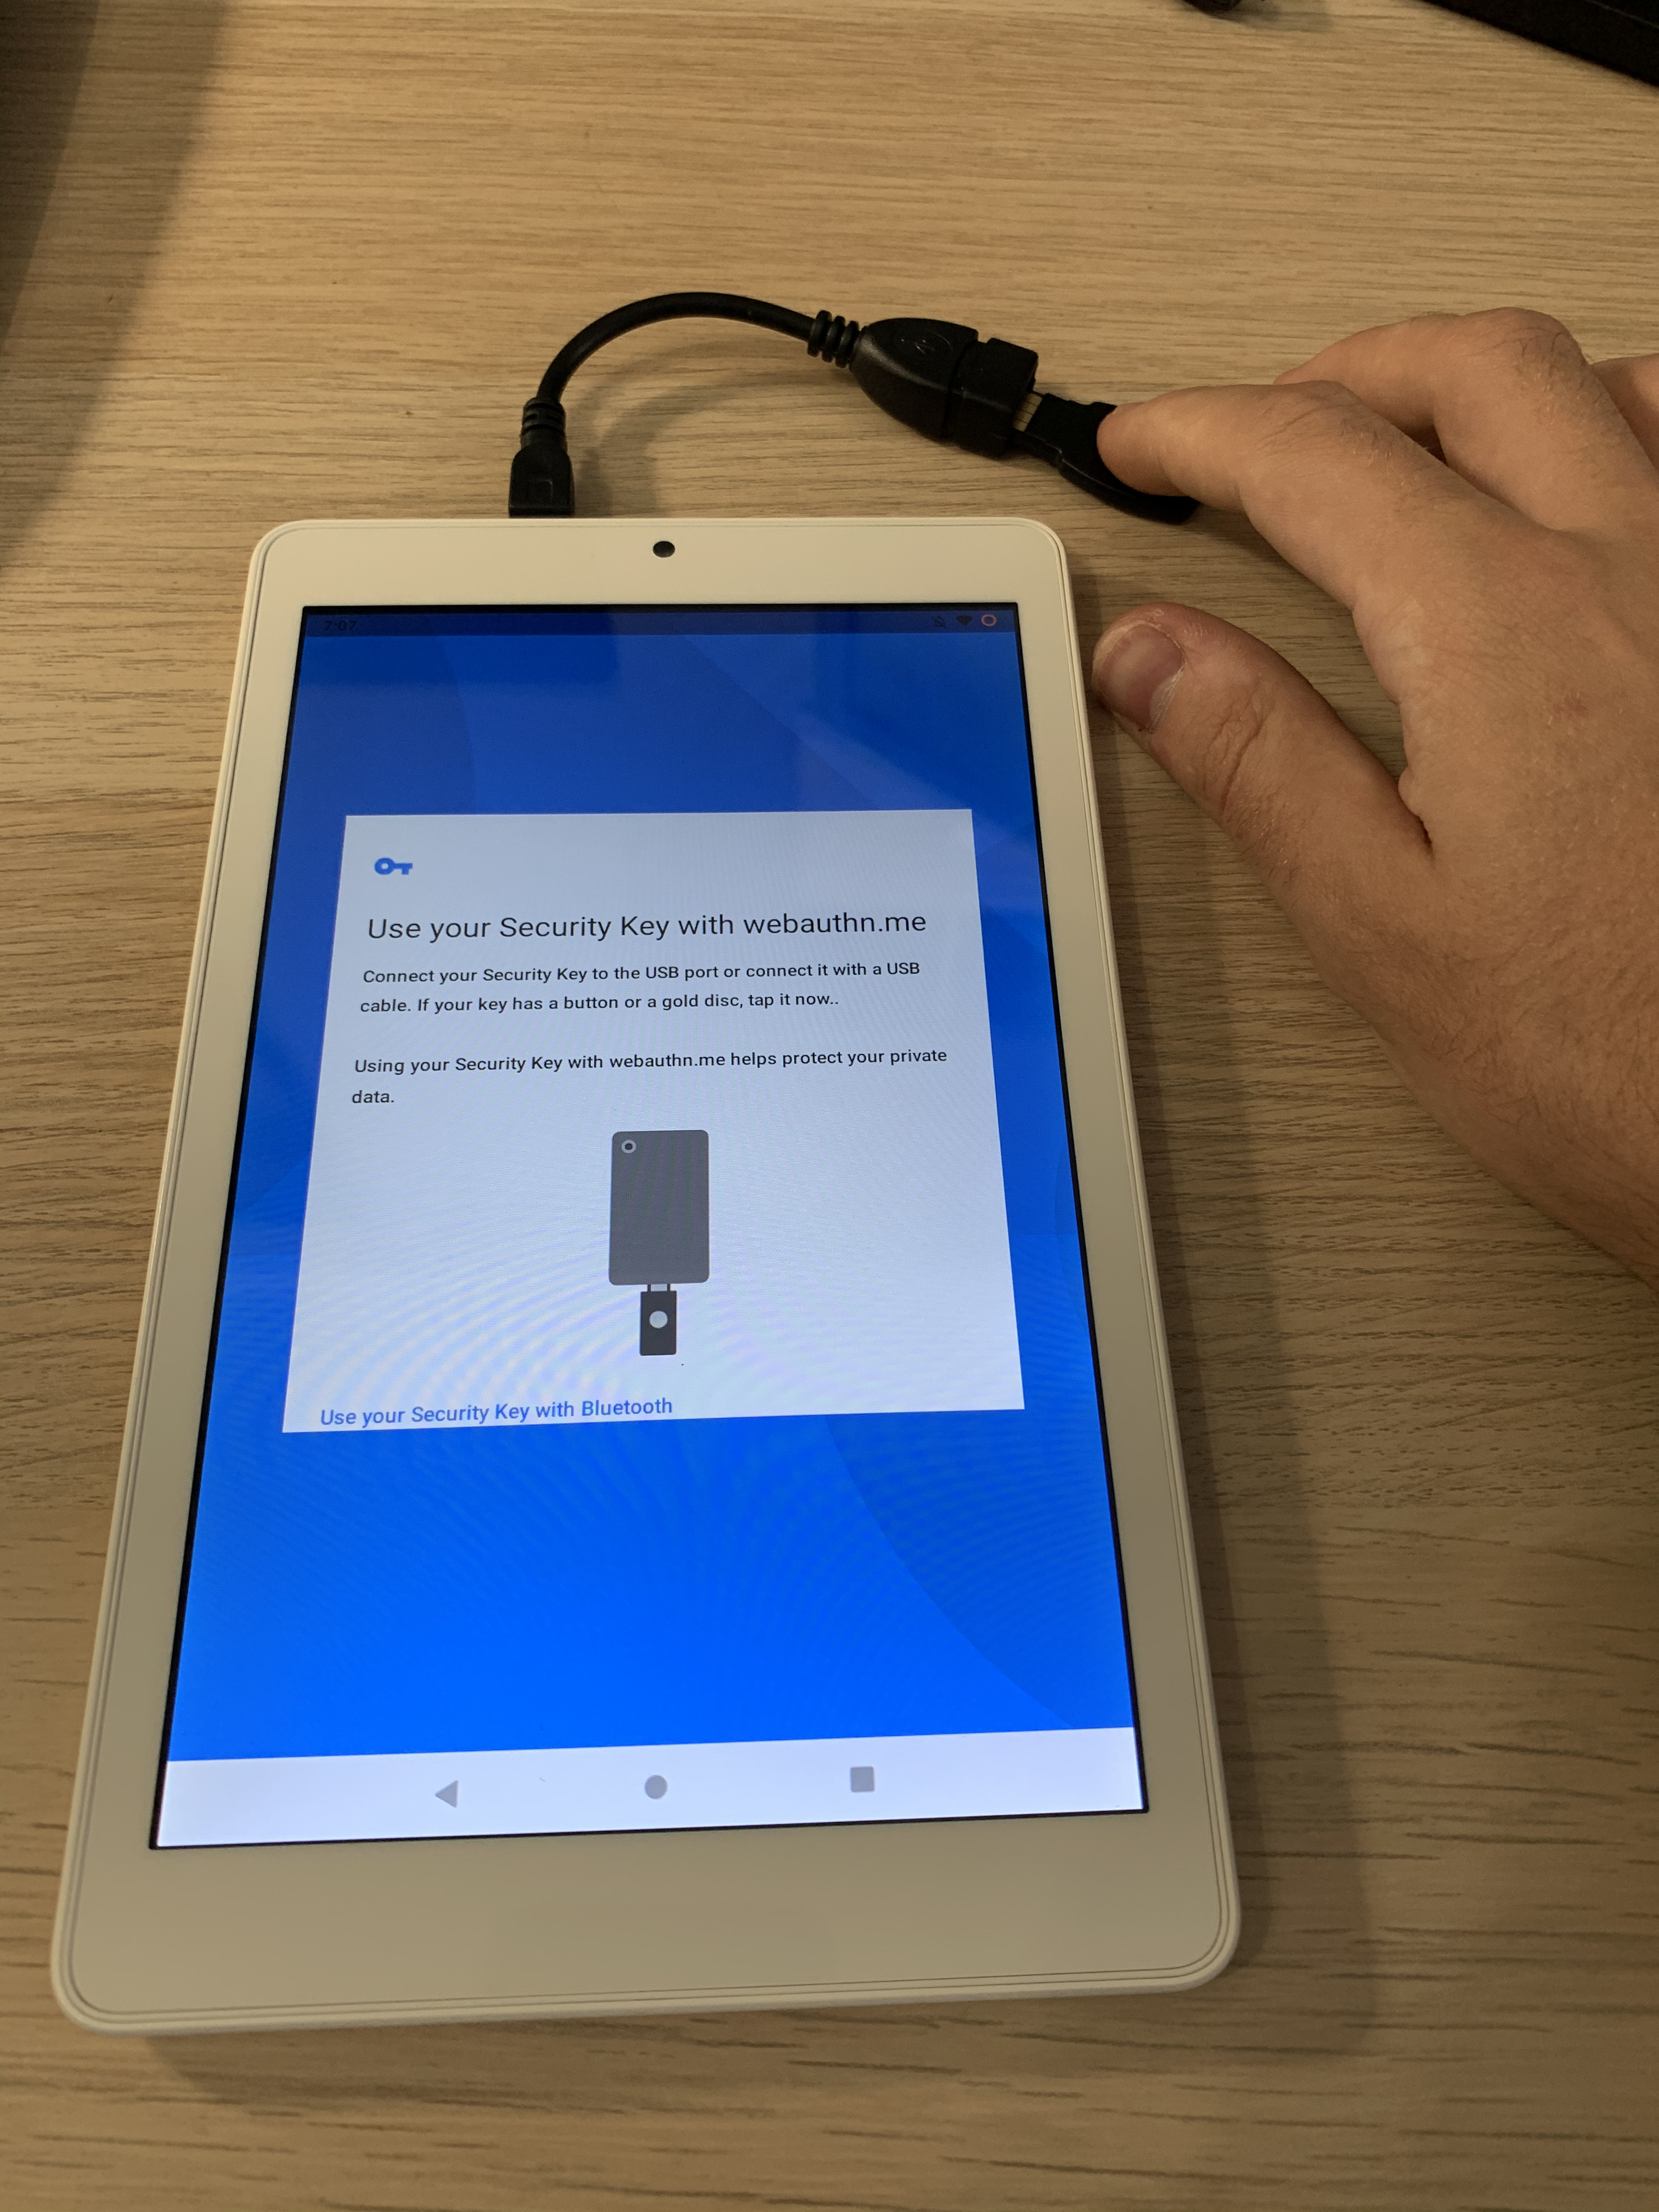 7:07
Use your Security Key with webauthn.me
Connect your Security Key to the USB port or connect it with a USB
cable. If your key has a button or a gold disc, tap it now..
Using your Security Key with webauthn.me helps protect your private
data.
Use your Security Key with Bluetooth